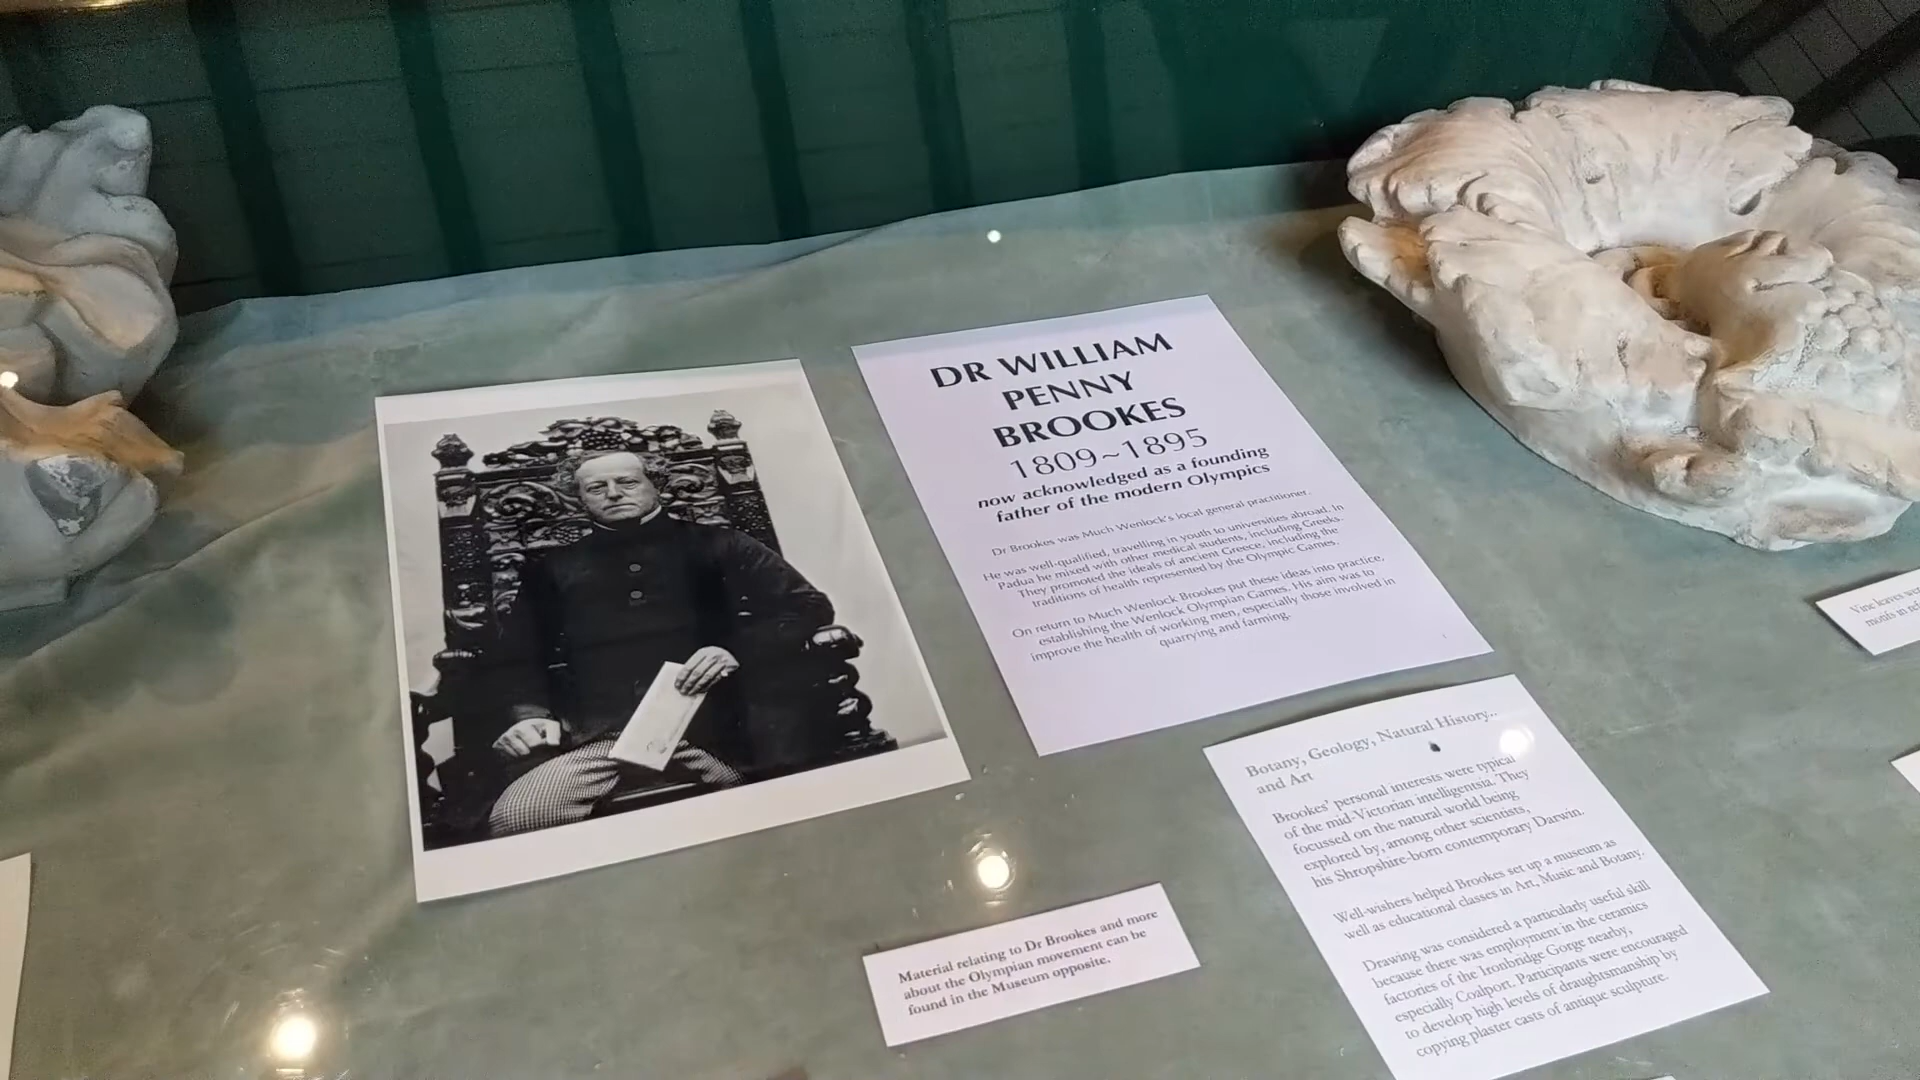 DR WILLIAM
PENNY
BROOKES
1809~1895
now acknowledged as a founding
father of the modern Olympics
Dr Brookes was Much Wenlock's local general practitioner.
He was well-qualified, travelling in youth to universities abroad. In
Padua he mixed with other medical students, including Greeks.
They promoted the ideals of ancient Greece, including the
traditions of health represented by the Olympic Games.
On return to Much Wenlock Brookes put these ideas into practice,
establishing the Wenlock Olympian Games. His aim was to
improve the health of working men, especially those involved in
quarrying and farming.
Botany, Geology, Natural History..
and Art
Brookes' personal interests were typical
of the mid-Victorian intelligentsia. They
focussed on the natural world being
explored by, among other scientists,
his Shropshire-born contemporary Darwin.
Well-wishers helped Brookes set up a museum as
well as educational classes in Art, Music and Botany.
Drawing was considered a particularly useful skill
because there was employment in the ceramics
factories of the Ironbridge Gorge nearby,
especially Coalport. Participants were encouraged
to develop high levels of draughtsmanship by
copying plaster casts of antique sculpture.
Material relating to Dr Brookes and more
about the Olympian movement can be
found in the Museum opposite.
Vine leaves
motifs in